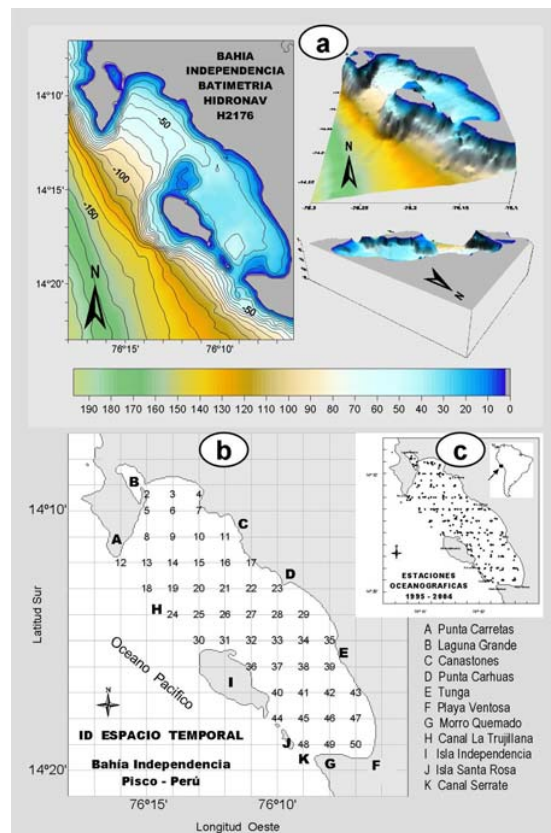 a
BAHIA
INDEPENDENCIA
BATIMETRIA
HIDRONAV
H2176
14°10'
14°15'
14°20'
-50
-100
-150
-50
N
N
N
76°15' 76°10'
190 180 170 160 150 140 130 120 110 100 90 80 70 60 50 40 30 20 10 0
b
c
14°10'
14°20'
Latitud Sur
B
2 3 4
5 6 7
C
A 8 9 10 11
12 13 14 15 16 17
D
18 19 20 21 22 23
H 24 25 26 27 28 29
30 31 32 33 34 35
E
36 37 38 39
I
40 41 42 43
44 45 46 47
J 48 49 50
K G F
Oceano Pacifico
N
ID ESPACIO TEMPORAL
Bahía Independencia
Pisco - Perú
76°15' 76°10'
Longitud Oeste
ESTACIONES
OCEANOGRAFICAS
1995 - 2004
A Punta Carretas
B Laguna Grande
C Canastones
D Punta Carhuas
E Tunga
F Playa Ventosa
G Morro Quemado
H Canal La Trujillana
I Isla Independencia
J Isla Santa Rosa
K Canal Serrate